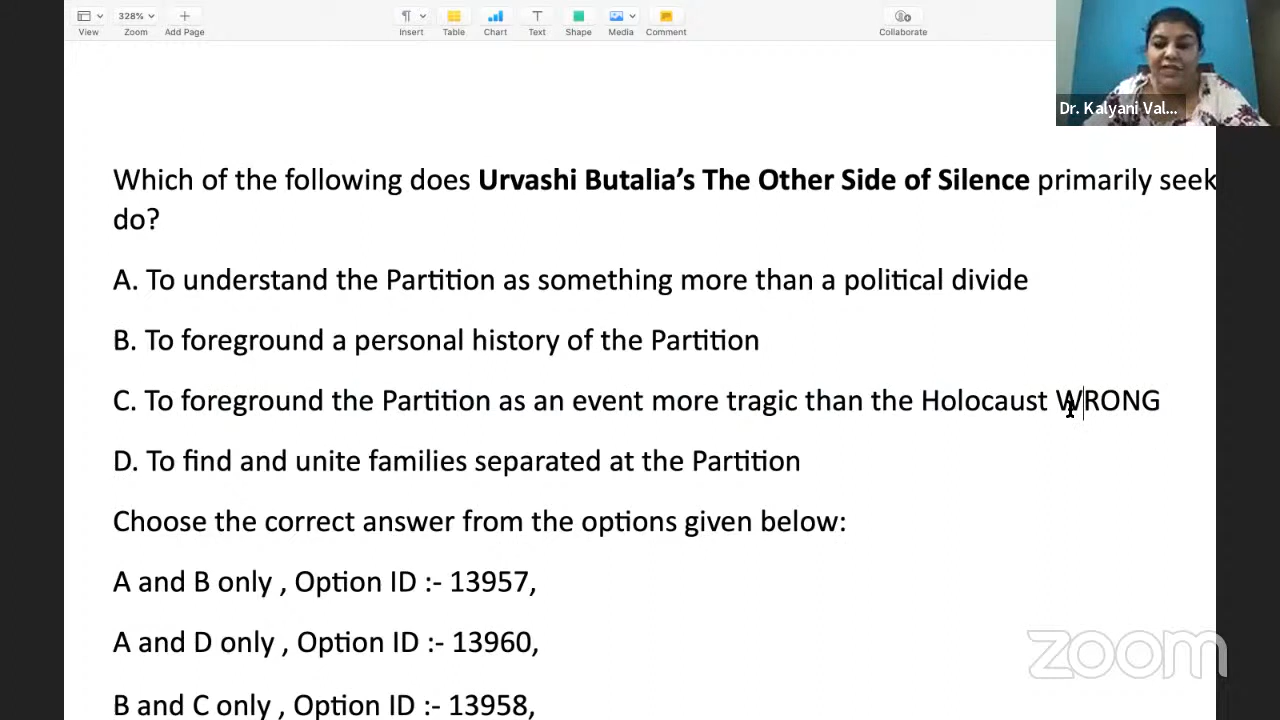 328%
View Zoom Add Page Insert Table Chart Text Shape Media Comment Collaborate
Dr. Kalyani Val...
Which of the following does Urvashi Butalia's The Other Side of Silence primarily seek
do?
A. To understand the Partition as something more than a political divide
B. To foreground a personal history of the Partition
C. To foreground the Partition as an event more tragic than the Holocaust WRONG
D. To find and unite families separated at the Partition
Choose the correct answer from the options given below:
A and B only , Option ID :- 13957,
A and D only , Option ID :- 13960,
zoom
B and C only , Option ID :- 13958,